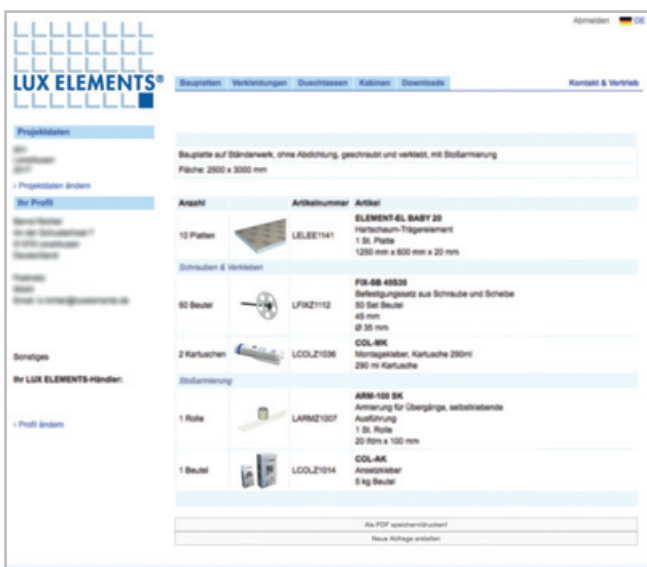 Abmelden DE
LUX ELEMENTS®
Bauplatten Verkleidungen Duschtassen Kabinen Downloads Kontakt & Vertrieb
Projektdaten
› Projektdaten ändern
Ihr Profil
Sonstiges
Ihr LUX ELEMENTS-Händler:
› Profil ändern
Bauplatte auf Ständerwerk, ohne Abdichtung, geschraubt und verklebt, mit Stoßarmierung
Fläche: 2500 x 3000 mm
Anzahl Artikelnummer Artikel
10 Platten LELEE1141 ELEMENT-EL BABY 20
Hartschaum-Trägerelement
1 St. Platte
1250 mm x 600 mm x 20 mm
Schrauben & Verkleben
50 Beutel LFIXZ1112 FIX-SB 45S35
Befestigungssatz aus Schraube und Scheibe
50 Set Beutel
45 mm
Ø 35 mm
2 Kartuschen LCOLZ1036 COL-MK
Montagekleber, Kartusche 290ml
290 ml Kartusche
Stoßarmierung
1 Rolle LARMZ1007 ARM-100 SK
Armierung für Übergänge, selbstklebende
Ausführung
1 St. Rolle
20 lfdm x 100 mm
1 Beutel LCOLZ1014 COL-AK
Ansetzkleber
5 kg Beutel
Als PDF speichern/drucken!
Neue Abfrage erstellen